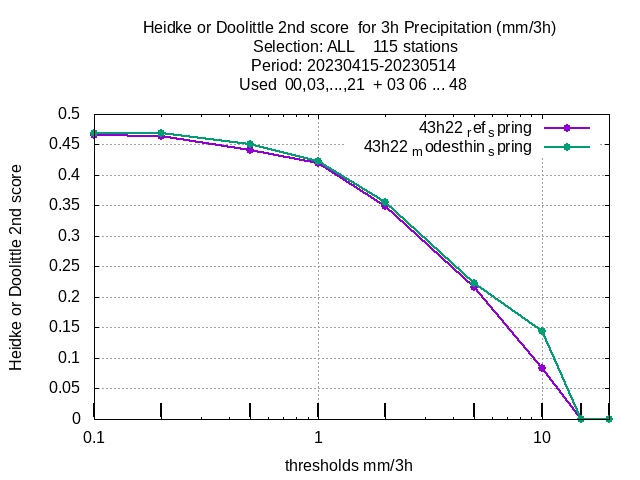 Heidke or Doolittle 2nd score  for 3h Precipitation (mm/3h)
Selection: ALL    115 stations
Period: 20230415-20230514
Used  00,03,...,21  + 03 06 ... 48
43h22 ref spring
43h22 modesthin spring
0.5
0.45
0.4
0.35
0.3
0.25
0.2
0.15
0.1
0.05
0
Heidke or Doolittle 2nd score
0.1 1 10
thresholds mm/3h